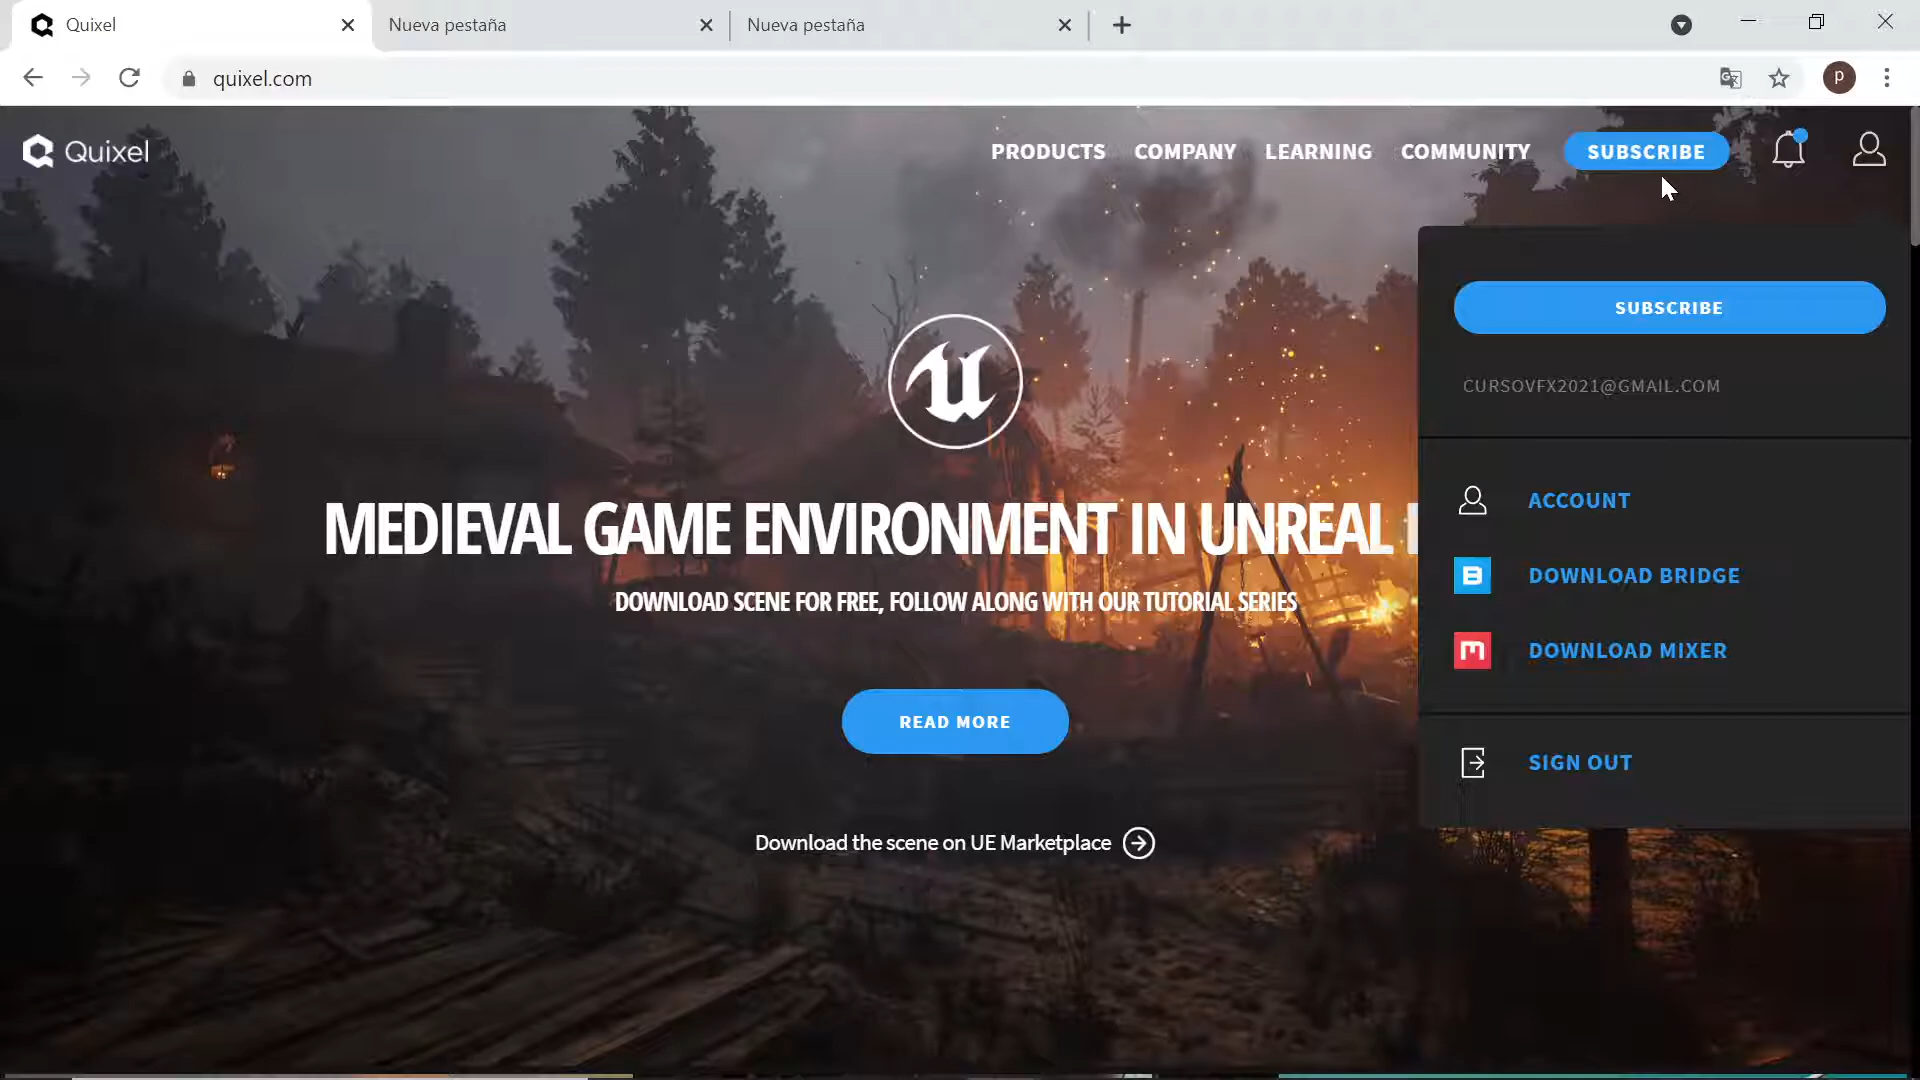 Quixel
Nueva pestaña
Nueva pestaña
quixel.com
p
Quixel
PRODUCTS COMPANY LEARNING COMMUNITY SUBSCRIBE
SUBSCRIBE
CURSOVFX2021@GMAIL.COM
ACCOUNT
B DOWNLOAD BRIDGE
DOWNLOAD MIXER
SIGN OUT
MEDIEVAL GAME ENVIRONMENT IN UNREAL
DOWNLOAD SCENE FOR FREE, FOLLOW ALONG WITH OUR TUTORIAL SERIES
READ MORE
Download the scene on UE Marketplace